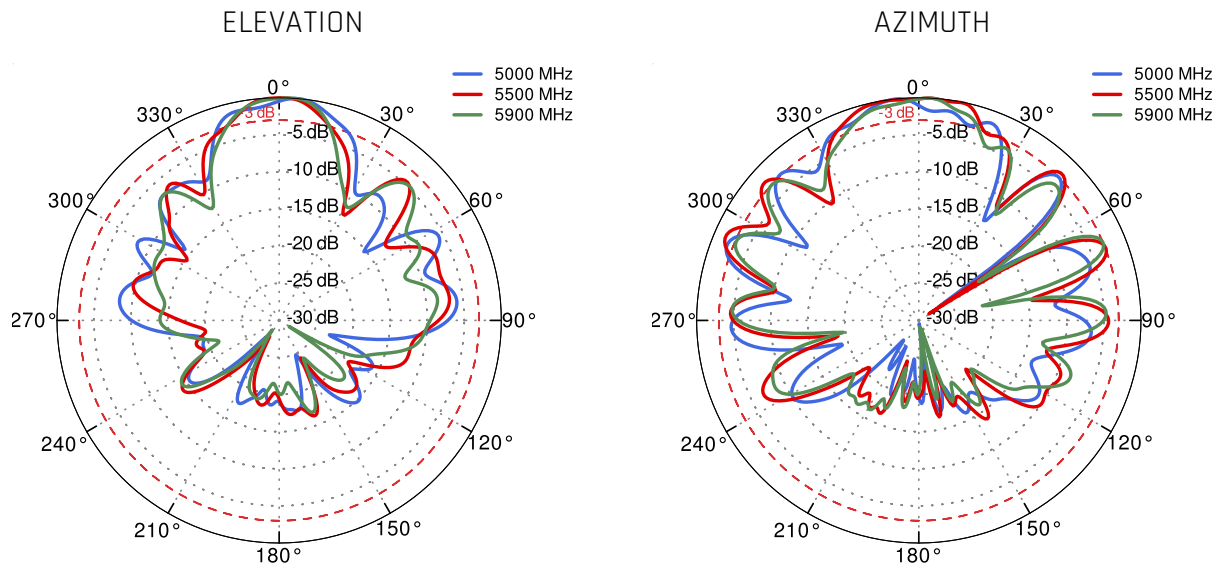 ELEVATION
5000 MHz
5500 MHz
5900 MHz
0°
30°
60°
90°
120°
150°
180°
210°
240°
270°
300°
330°
-3 dB
-5 dB
-10 dB
-15 dB
-20 dB
-25 dB
-30 dB
AZIMUTH
5000 MHz
5500 MHz
5900 MHz
0°
30°
60°
90°
120°
150°
180°
210°
240°
270°
300°
330°
-3 dB
-5 dB
-10 dB
-15 dB
-20 dB
-25 dB
-30 dB